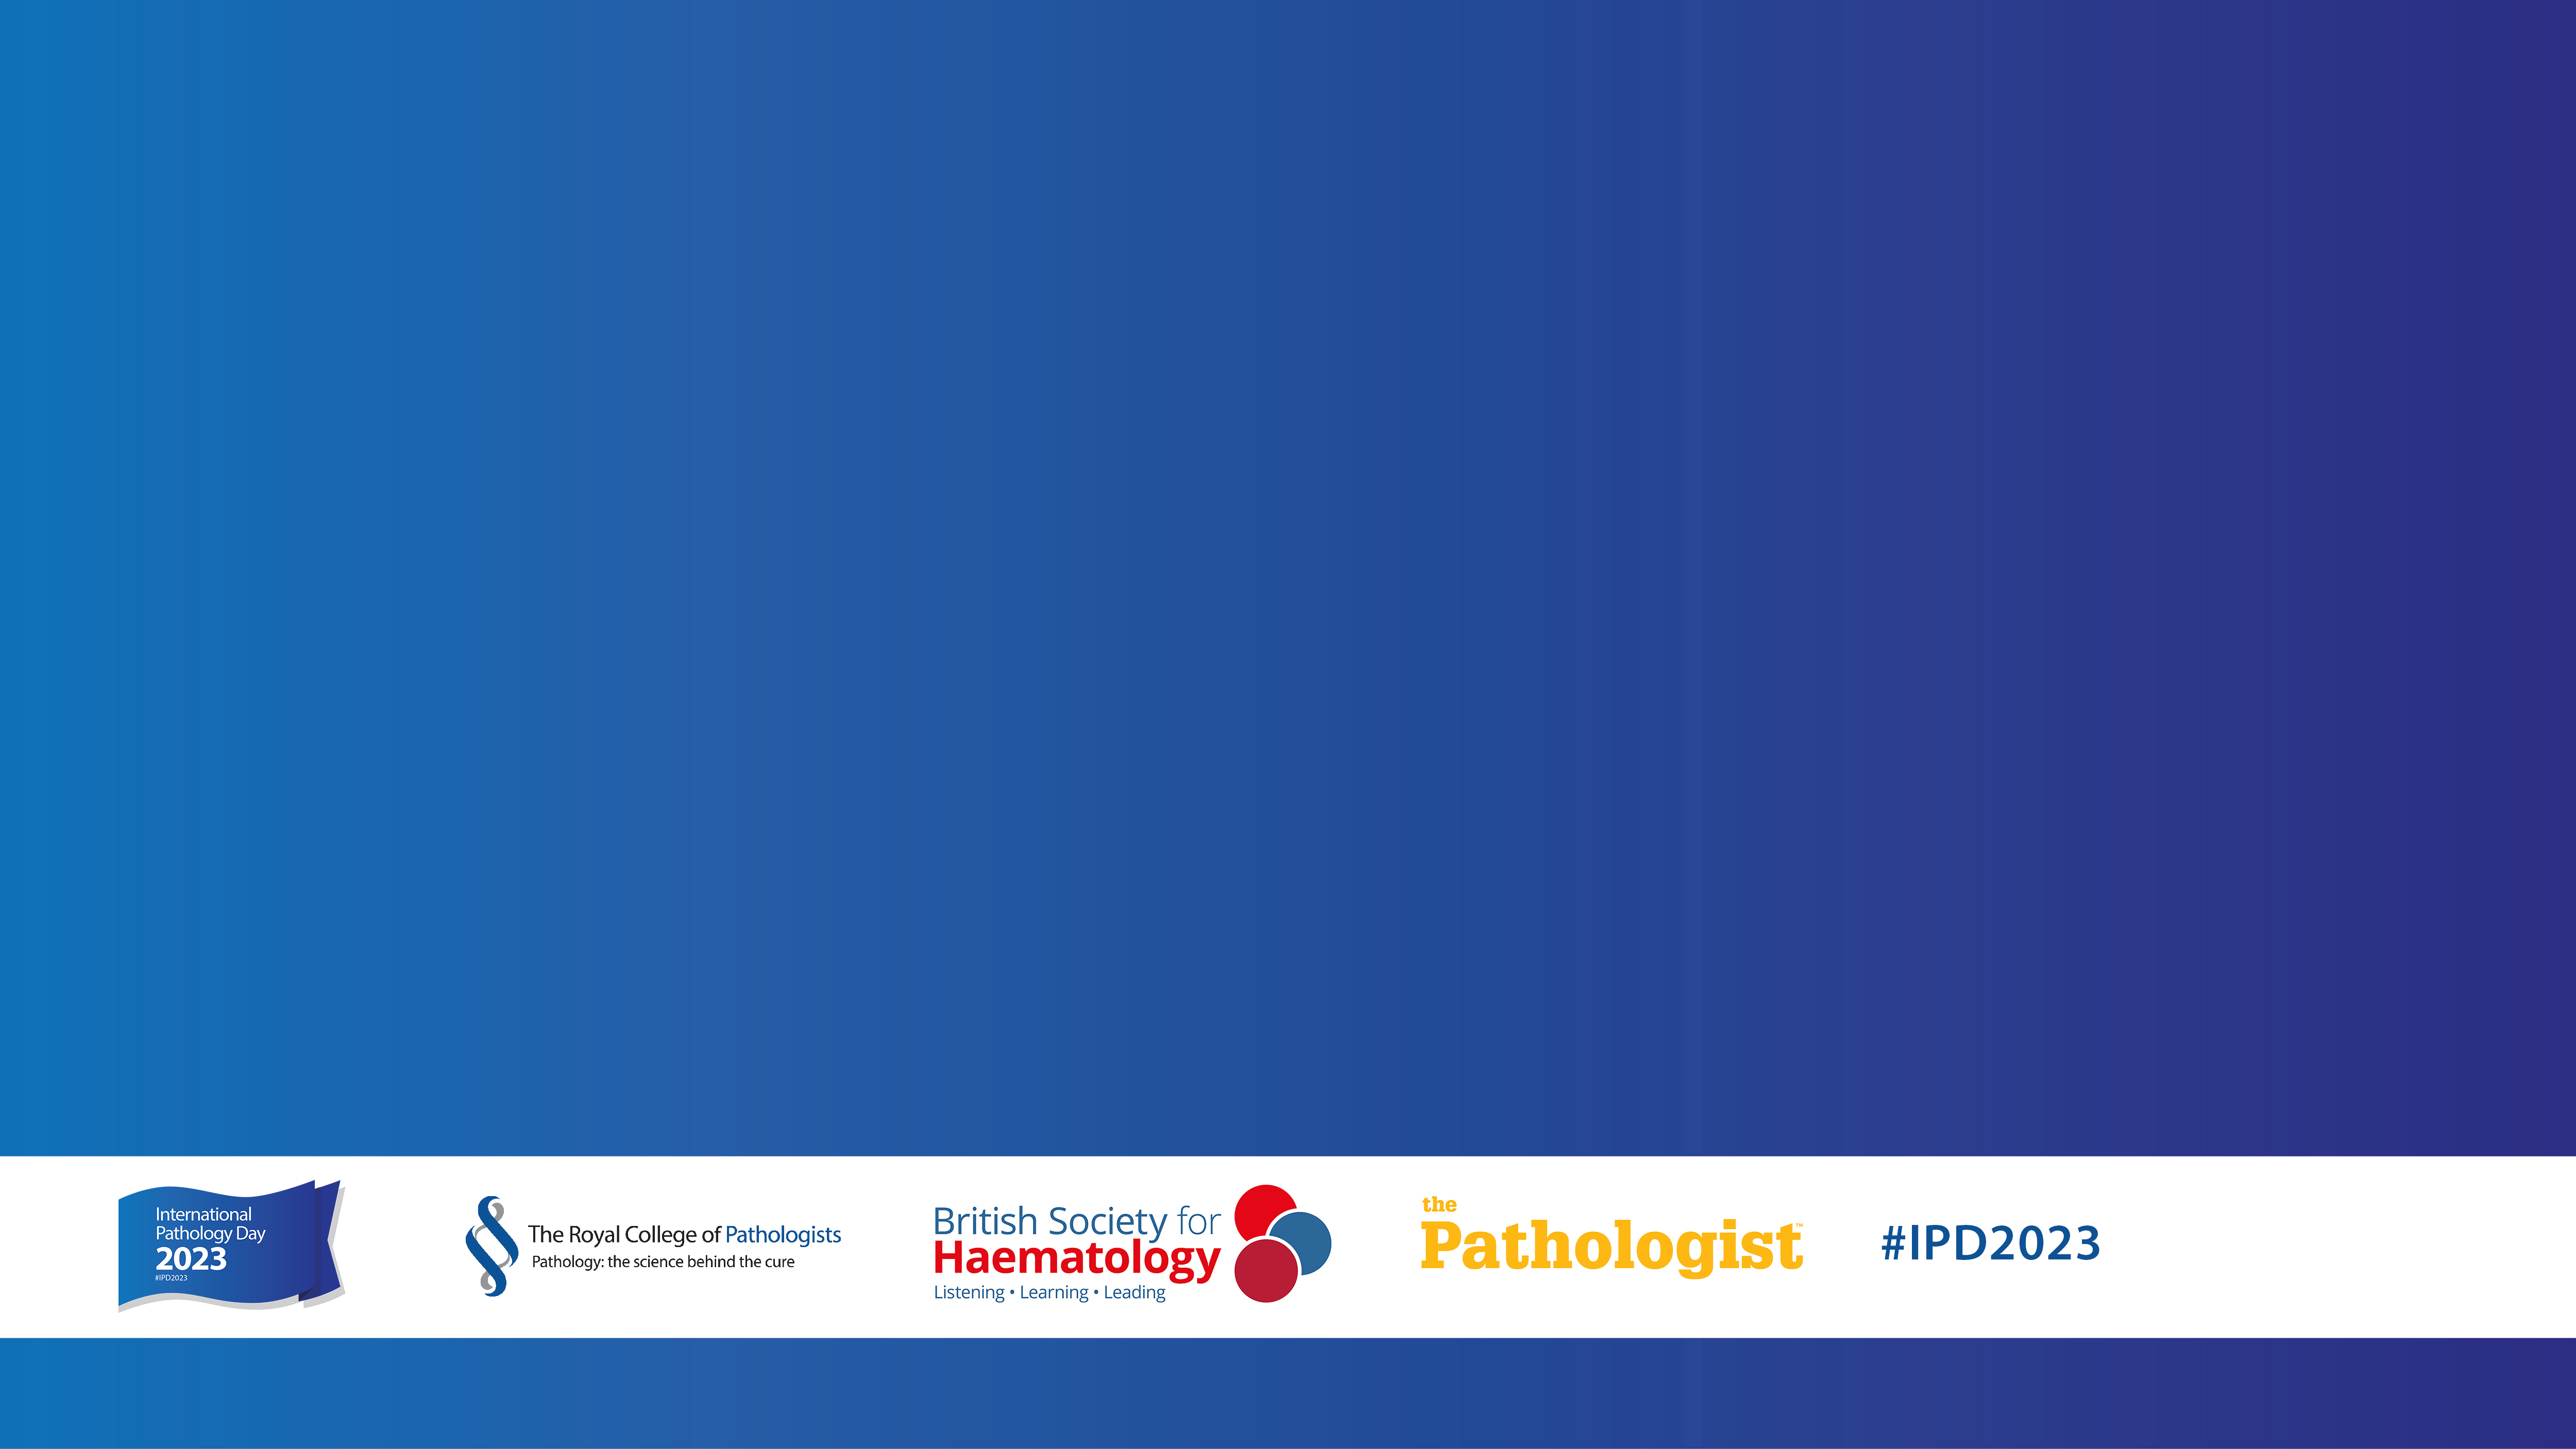 International
Pathology Day
2023
#IPD2023
The Royal College of Pathologists
Pathology: the science behind the cure
British Society for
Haematology
Listening • Learning • Leading
the
Pathologist™
#IPD2023